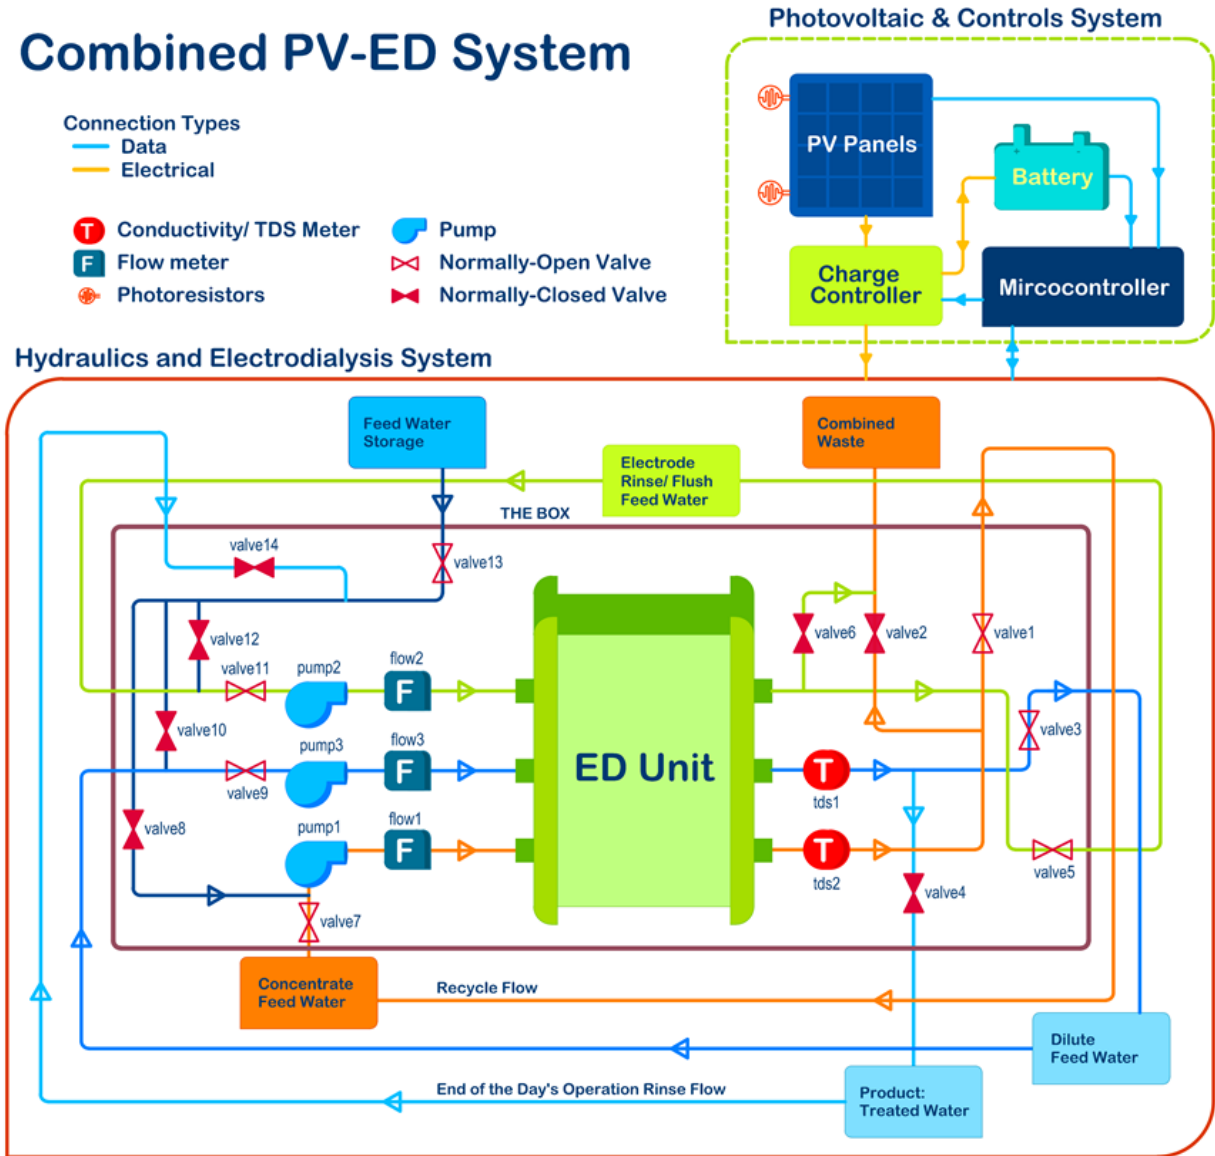 Photovoltaic & Controls System
Combined PV-ED System
Connection Types
Data
Electrical
T Conductivity/ TDS Meter
Pump
F Flow meter
Normally-Open Valve
Photoresistors
Normally-Closed Valve
PV Panels
Battery
Charge
Controller
Mircocontroller
Hydraulics and Electrodialysis System
Feed Water
Storage
Combined
Waste
Electrode
Rinse/ Flush
Feed Water
THE BOX
valve14
valve13
valve12
valve6
valve2
valve1
valve11
pump2
flow2
F
valve10
valve3
pump3
flow3
F
ED Unit
T
valve9
tds1
valve8
pump1
flow1
F
T
valve5
tds2
valve4
valve7
Concentrate
Feed Water
Recycle Flow
Dilute
Feed Water
End of the Day's Operation Rinse Flow
Product:
Treated Water